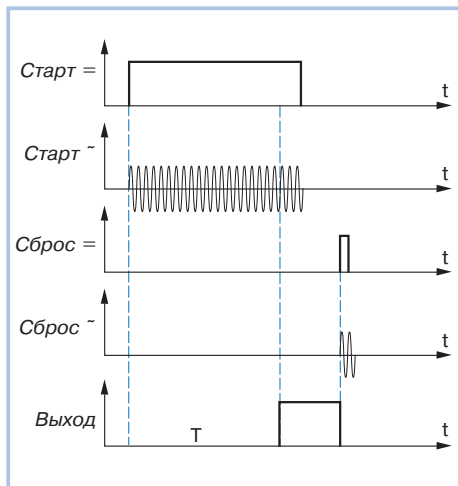 Старт =
t
Старт ~
t
Сброс =
t
Сброс ~
t
Выход
T
t